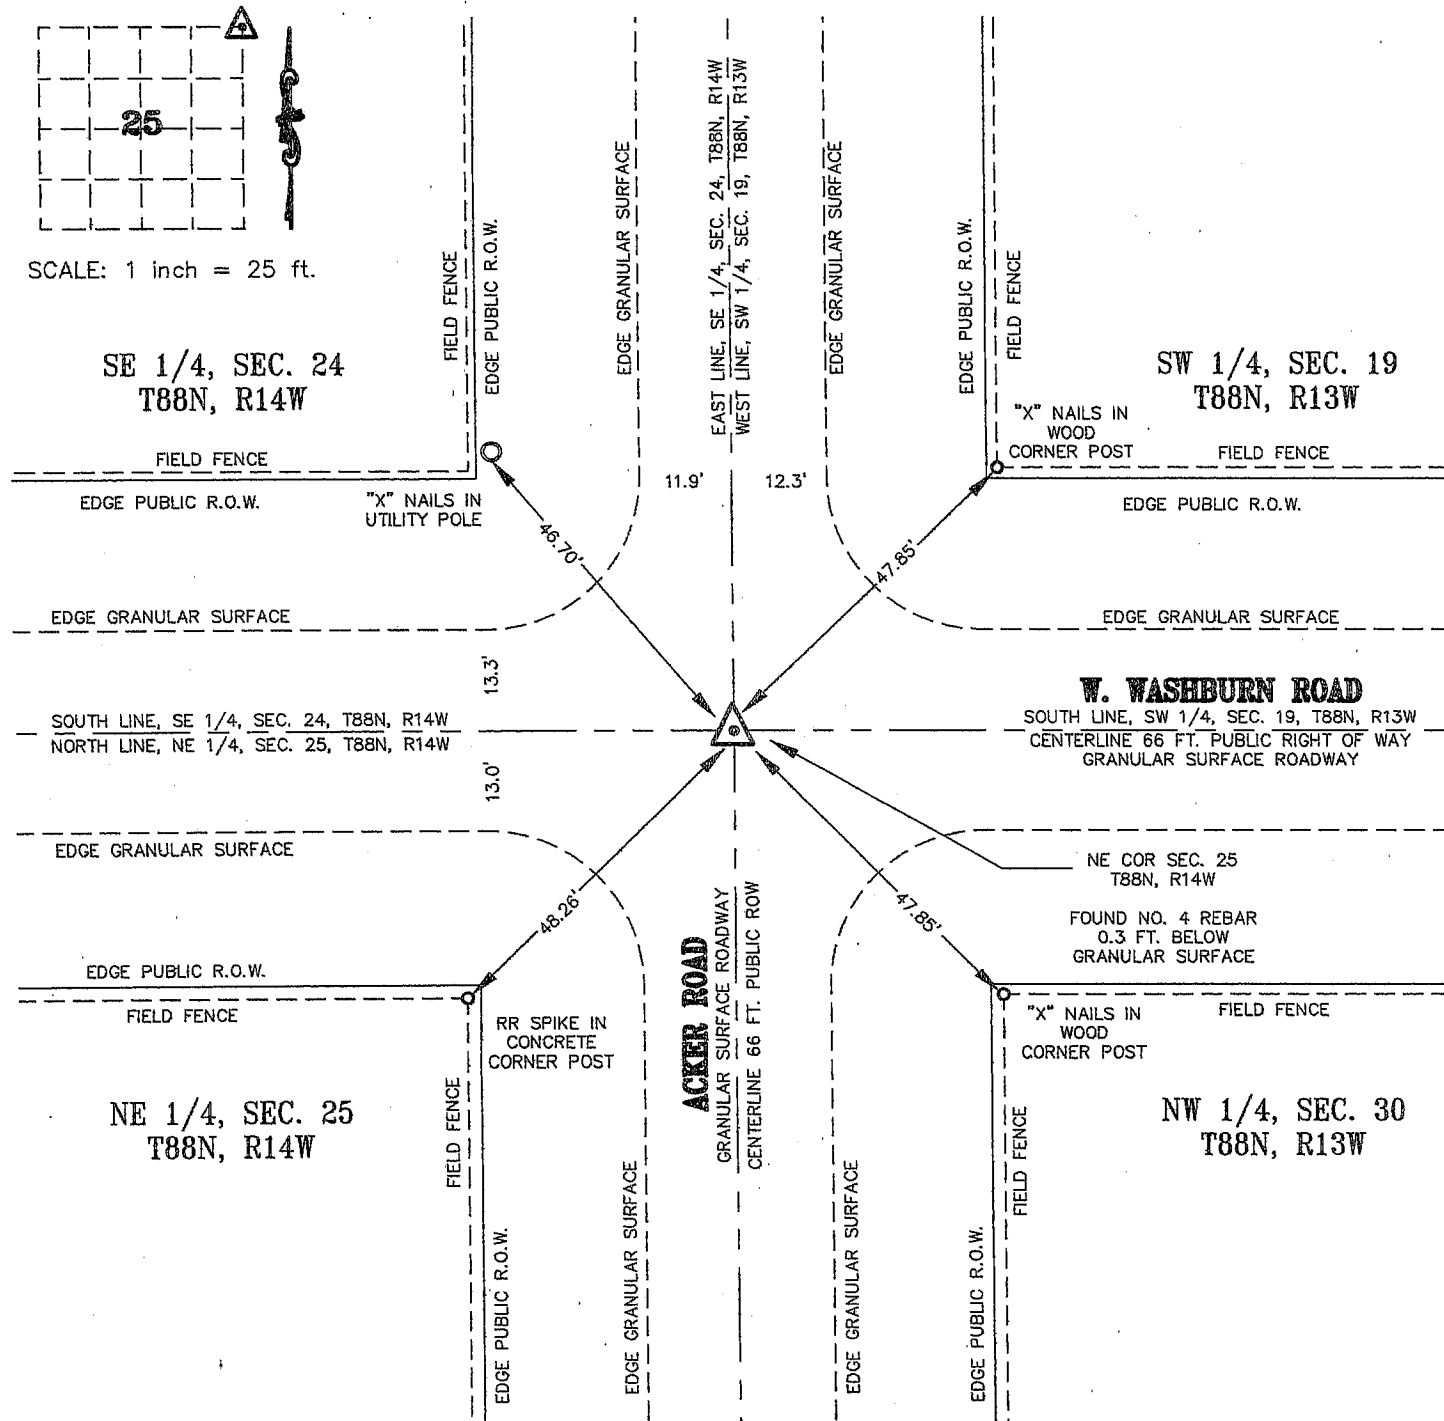 25
SCALE: 1 inch = 25 ft.
SE 1/4, SEC. 24
T88N, R14W
FIELD FENCE
EDGE PUBLIC R.O.W.
FIELD FENCE
EDGE PUBLIC R.O.W.
"X" NAILS IN
UTILITY POLE
EDGE GRANULAR SURFACE
EAST LINE, SE 1/4, SEC. 24, T88N, R14W
WEST LINE, SW 1/4, SEC. 19, T88N, R13W
EDGE GRANULAR SURFACE
EDGE PUBLIC R.O.W.
FIELD FENCE
SW 1/4, SEC. 19
T88N, R13W
"X" NAILS IN
WOOD
CORNER POST
FIELD FENCE
EDGE PUBLIC R.O.W.
11.9'
12.3'
46.70'
47.85'
EDGE GRANULAR SURFACE
EDGE GRANULAR SURFACE
13.3'
SOUTH LINE, SE 1/4, SEC. 24, T88N, R14W
NORTH LINE, NE 1/4, SEC. 25, T88N, R14W
13.0'
W. WASHBURN ROAD
SOUTH LINE, SW 1/4, SEC. 19, T88N, R13W
CENTERLINE 66 FT. PUBLIC RIGHT OF WAY
GRANULAR SURFACE ROADWAY
EDGE GRANULAR SURFACE
NE COR SEC. 25
T88N, R14W
FOUND NO. 4 REBAR
0.3 FT. BELOW
GRANULAR SURFACE
48.26'
47.85'
EDGE PUBLIC R.O.W.
FIELD FENCE
RR SPIKE IN
CONCRETE
CORNER POST
ACKER ROAD
GRANULAR SURFACE ROADWAY
CENTERLINE 66 FT. PUBLIC ROW
"X" NAILS IN
WOOD
CORNER POST
FIELD FENCE
NE 1/4, SEC. 25
T88N, R14W
FIELD FENCE
EDGE PUBLIC R.O.W.
EDGE GRANULAR SURFACE
EDGE GRANULAR SURFACE
EDGE PUBLIC R.O.W.
FIELD FENCE
NW 1/4, SEC. 30
T88N, R13W